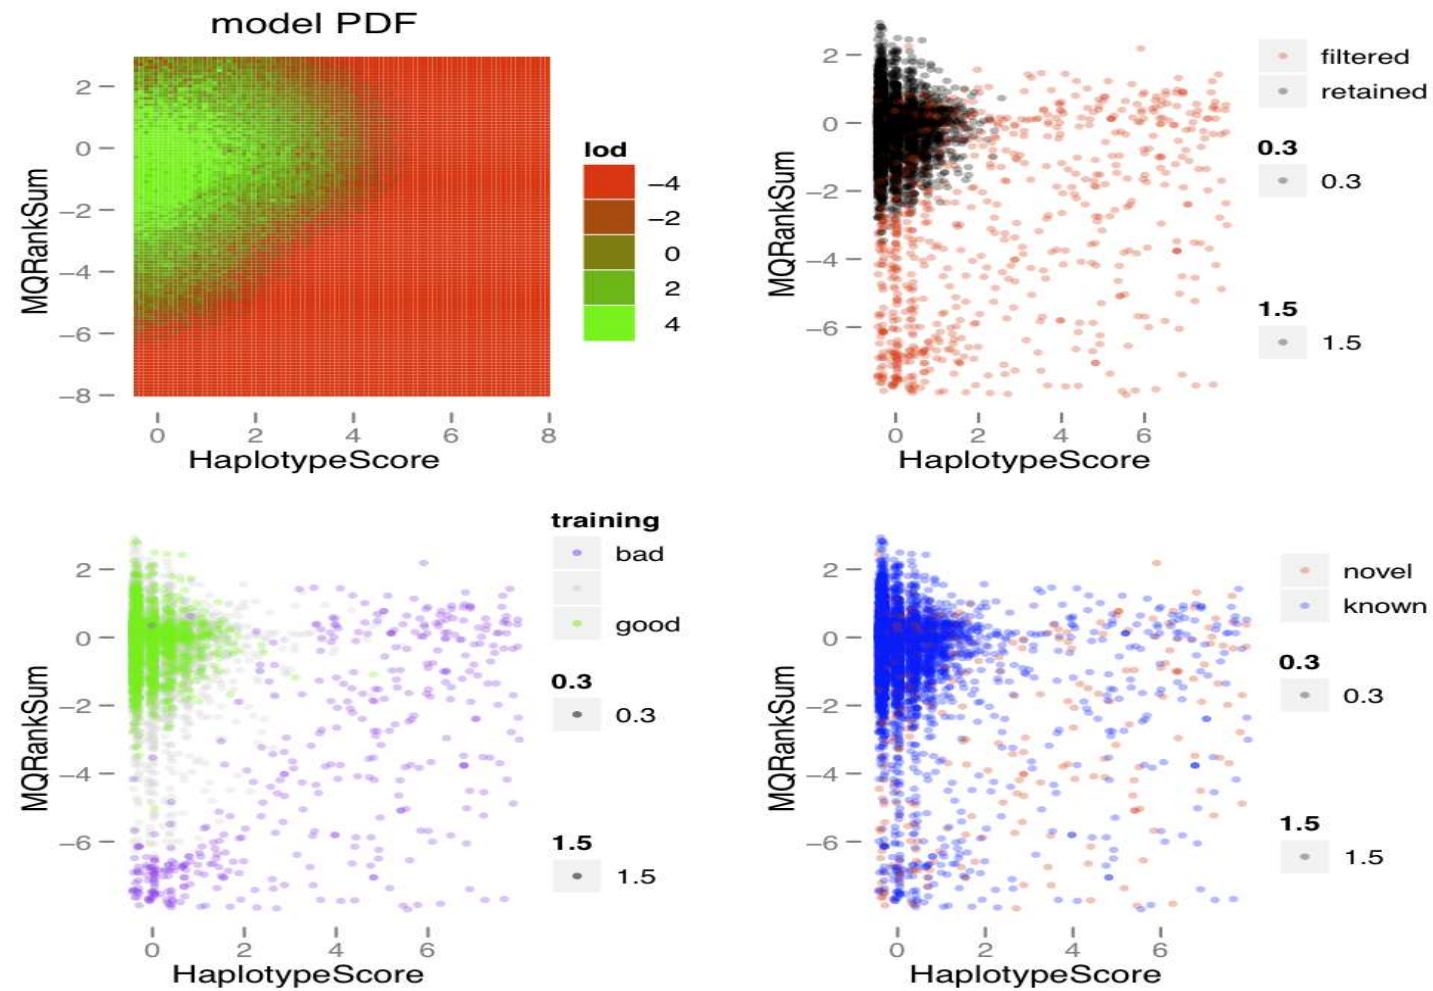 model PDF
2
0
−2
−4
−6
−8
MQRankSum
0 2 4 6 8
HaplotypeScore
lod
−4
−2
0
2
4
2
0
−2
−4
−6
MQRankSum
0 2 4 6
HaplotypeScore
filtered
retained
0.3
0.3
1.5
1.5
2
0
−2
−4
−6
MQRankSum
0 2 4 6
HaplotypeScore
training
bad
good
0.3
0.3
1.5
1.5
2
0
−2
−4
−6
MQRankSum
0 2 4 6
HaplotypeScore
novel
known
0.3
0.3
1.5
1.5